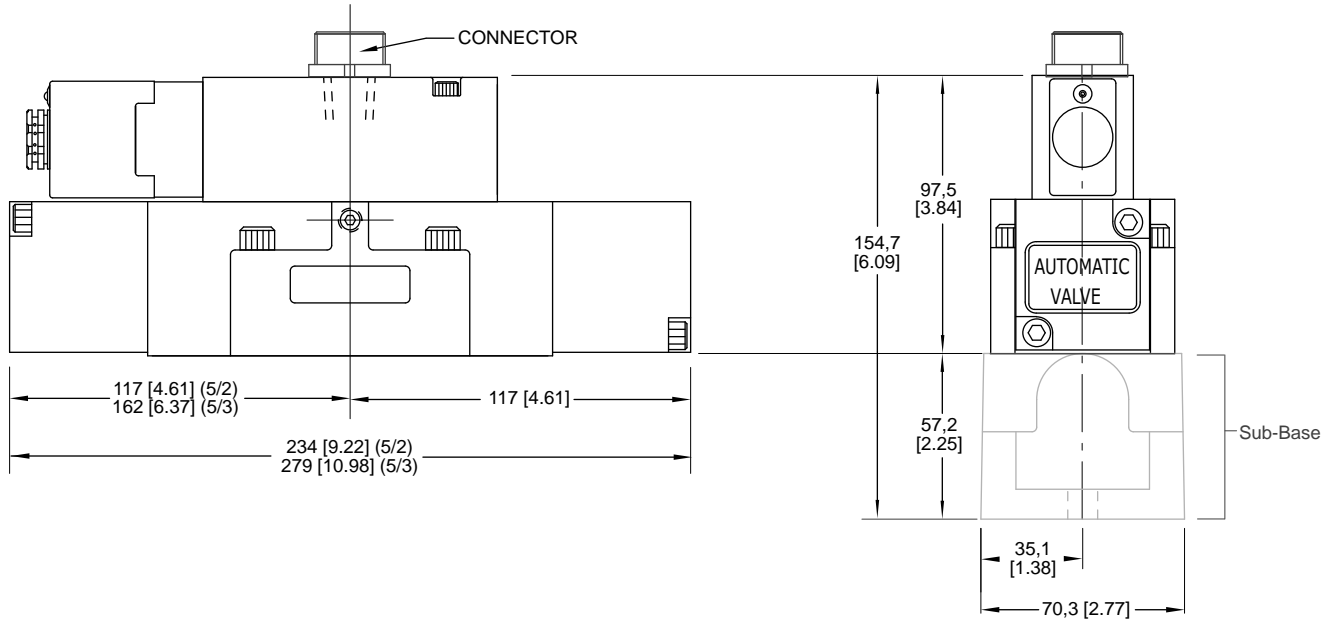 CONNECTOR
97,5
[3.84]
154,7
[6.09]
AUTOMATIC
VALVE
117 [4.61] (5/2)
162 [6.37] (5/3)
117 [4.61]
57,2
[2.25]
Sub-Base
234 [9.22] (5/2)
279 [10.98] (5/3)
35,1
[1.38]
70,3 [2.77]